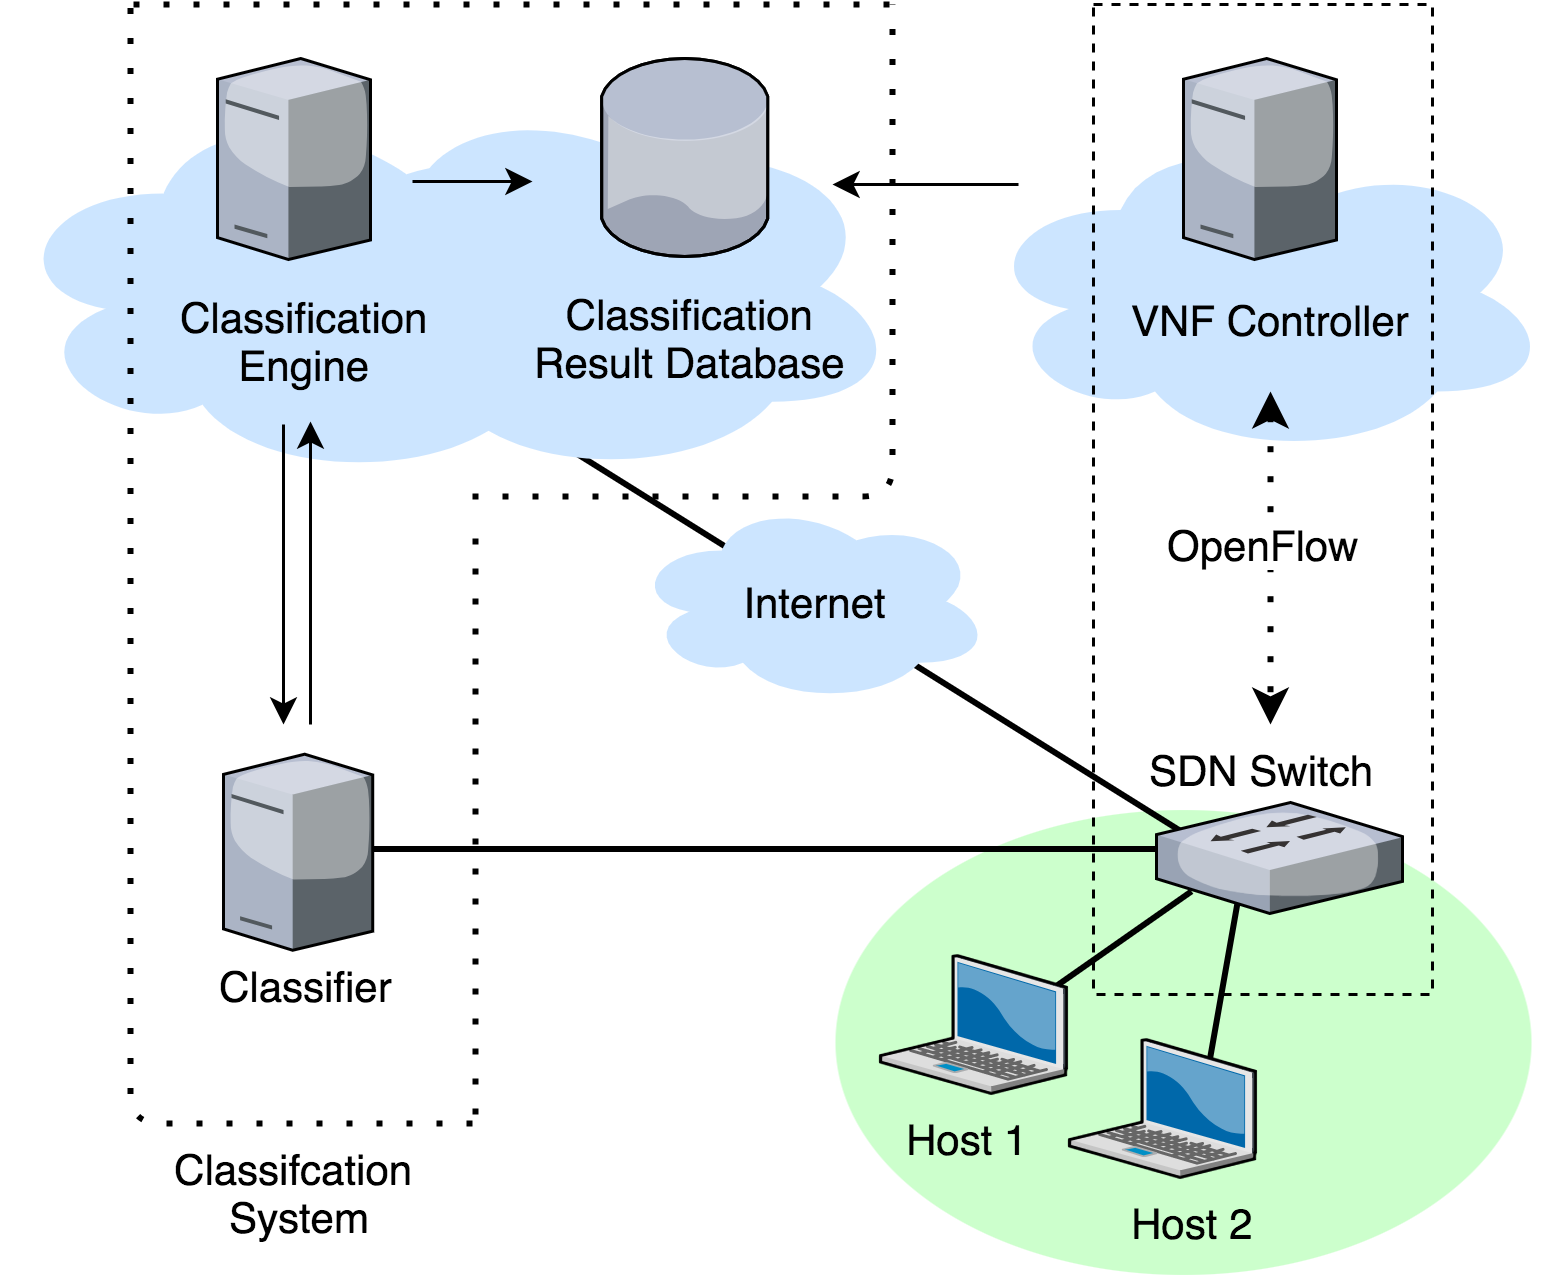 Classification
Engine
Classification
Result Database
VNF Controller
OpenFlow
Internet
SDN Switch
Classifier
Host 1
Host 2
Classifcation
System